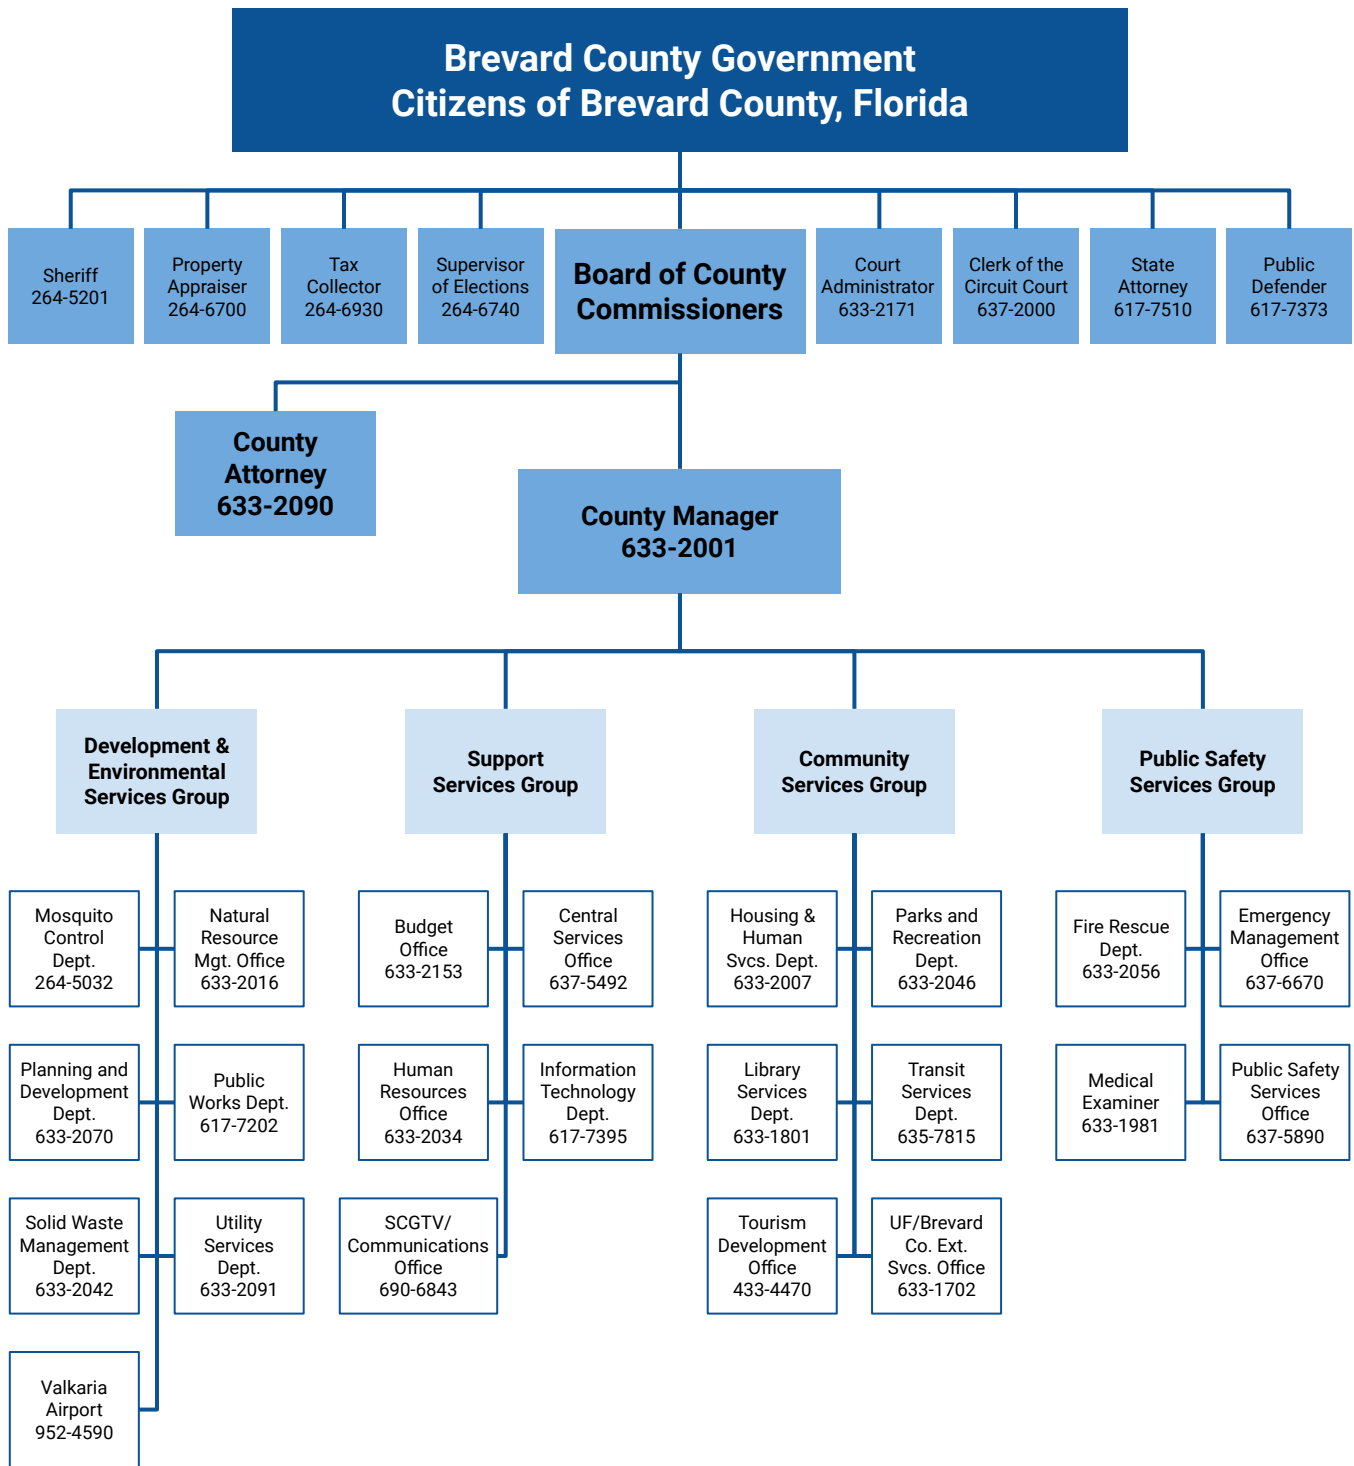 Brevard County Government
Citizens of Brevard County, Florida
Sheriff
264-5201
Property
Appraiser
264-6700
Tax
Collector
264-6930
Supervisor
of Elections
264-6740
Board of County
Commissioners
Court
Administrator
633-2171
Clerk of the
Circuit Court
637-2000
State
Attorney
617-7510
Public
Defender
617-7373
County
Attorney
633-2090
County Manager
633-2001
Development &
Environmental
Services Group
Support
Services Group
Community
Services Group
Public Safety
Services Group
Mosquito
Control
Dept.
264-5032
Natural
Resource
Mgt. Office
633-2016
Budget
Office
633-2153
Central
Services
Office
637-5492
Housing &
Human
Svcs. Dept.
633-2007
Parks and
Recreation
Dept.
633-2046
Fire Rescue
Dept.
633-2056
Emergency
Management
Office
637-6670
Planning and
Development
Dept.
633-2070
Public
Works Dept.
617-7202
Human
Resources
Office
633-2034
Information
Technology
Dept.
617-7395
Library
Services
Dept.
633-1801
Transit
Services
Dept.
635-7815
Medical
Examiner
633-1981
Public Safety
Services
Office
637-5890
Solid Waste
Management
Dept.
633-2042
Utility
Services
Dept.
633-2091
SCGTV/
Communications
Office
690-6843
Tourism
Development
Office
433-4470
UF/Brevard
Co. Ext.
Svcs. Office
633-1702
Valkaria
Airport
952-4590